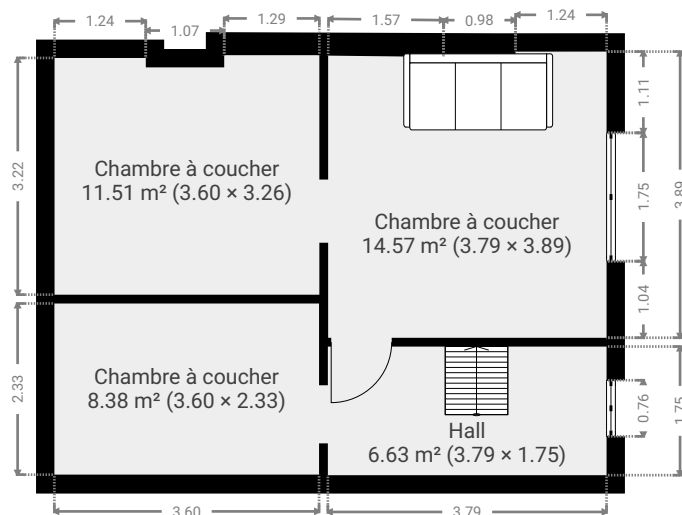 1.24
1.07
1.29
1.57
0.98
1.24
1.11
3.22
Chambre à coucher
11.51 m² (3.60 × 3.26)
1.75
3.89
Chambre à coucher
14.57 m² (3.79 × 3.89)
1.04
2.33
Chambre à coucher
8.38 m² (3.60 × 2.33)
0.76
1.75
Hall
6.63 m² (3.79 × 1.75)
3.60
3.79